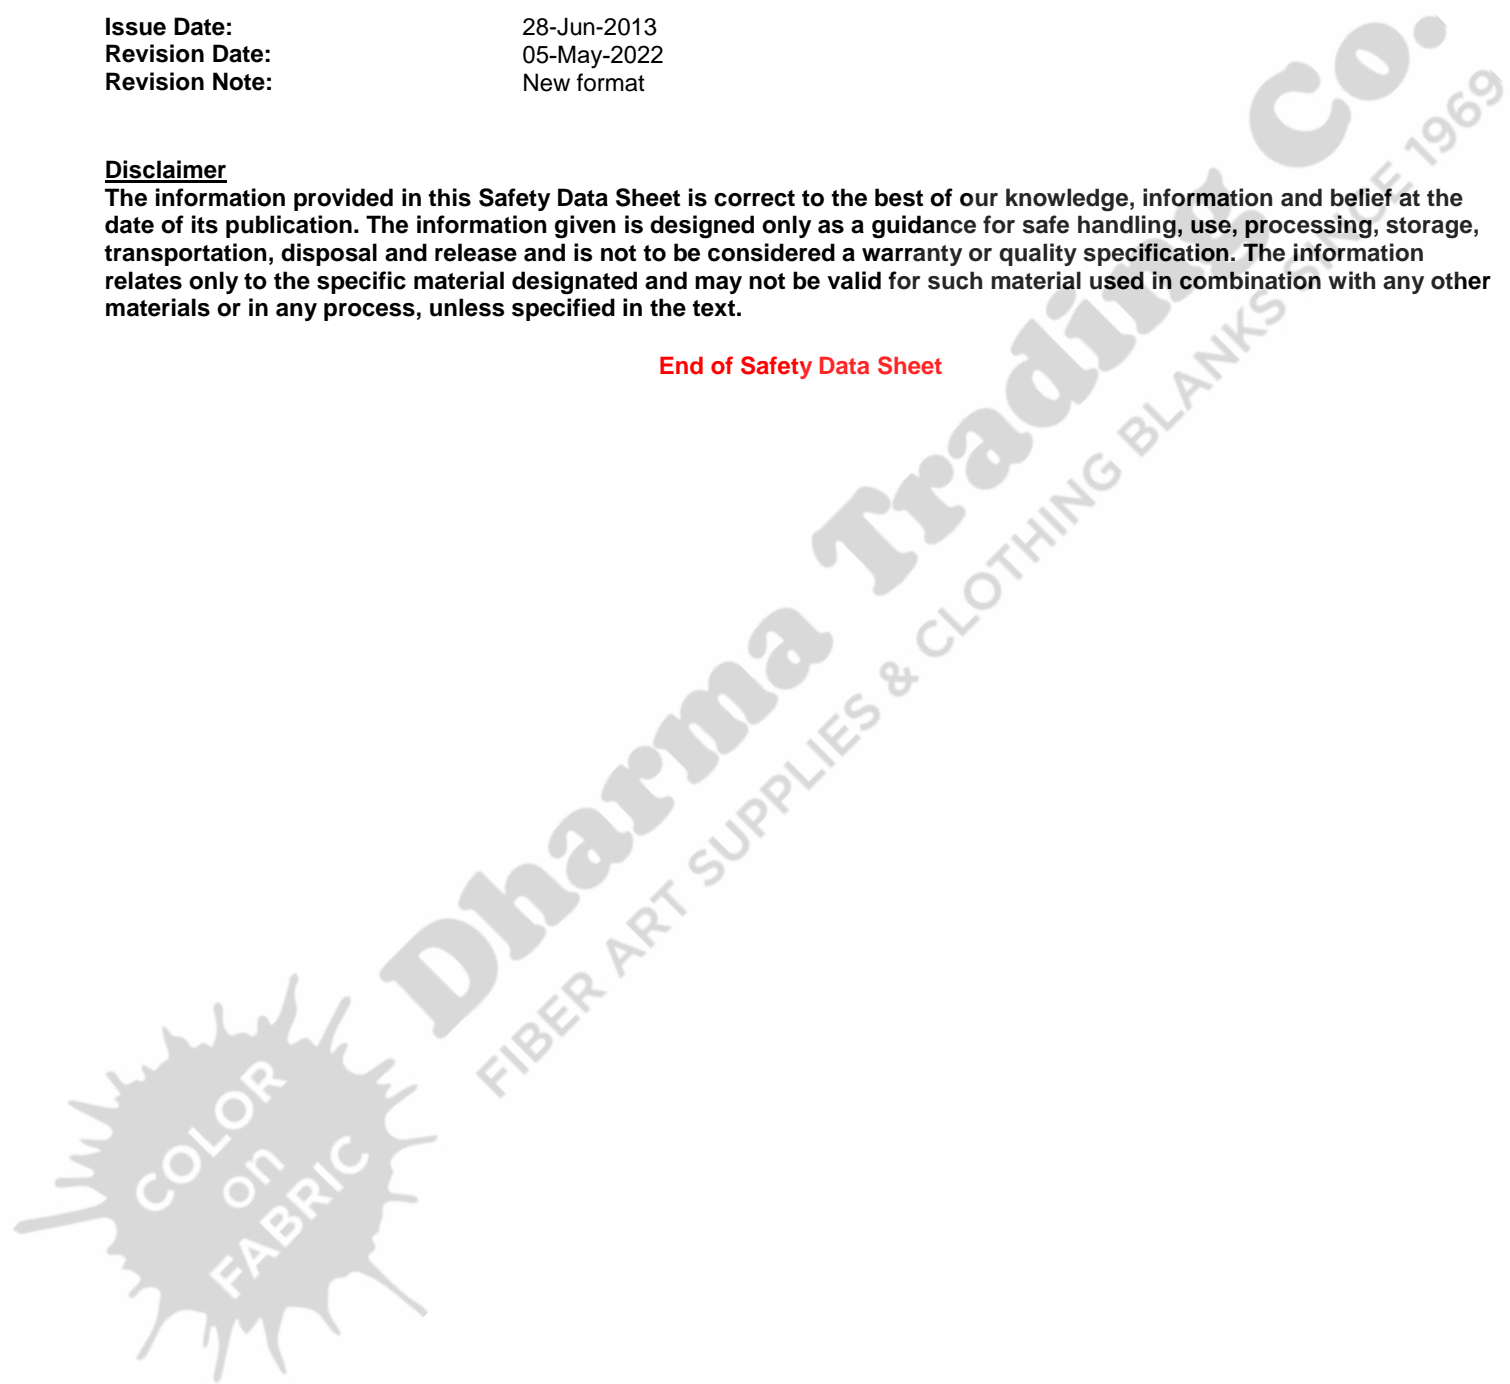 Issue Date: 28-Jun-2013
Revision Date: 05-May-2022
Revision Note: New format
Disclaimer
The information provided in this Safety Data Sheet is correct to the best of our knowledge, information and belief at the
date of its publication. The information given is designed only as a guidance for safe handling, use, processing, storage,
transportation, disposal and release and is not to be considered a warranty or quality specification. The information
relates only to the specific material designated and may not be valid for such material used in combination with any other
materials or in any process, unless specified in the text.
End of Safety Data Sheet
Dharma Trading Co.
FIBER ART SUPPLIES & CLOTHING BLANKS SINCE 1969
COLOR
on
FABRIC